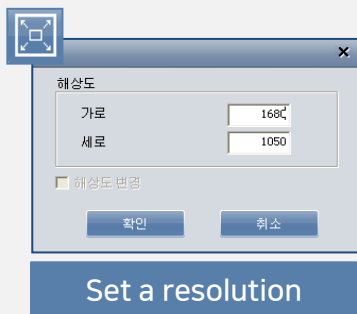 해상도
가로 1680
세로 1050
해상도 변경
확인 취소
Set a resolution